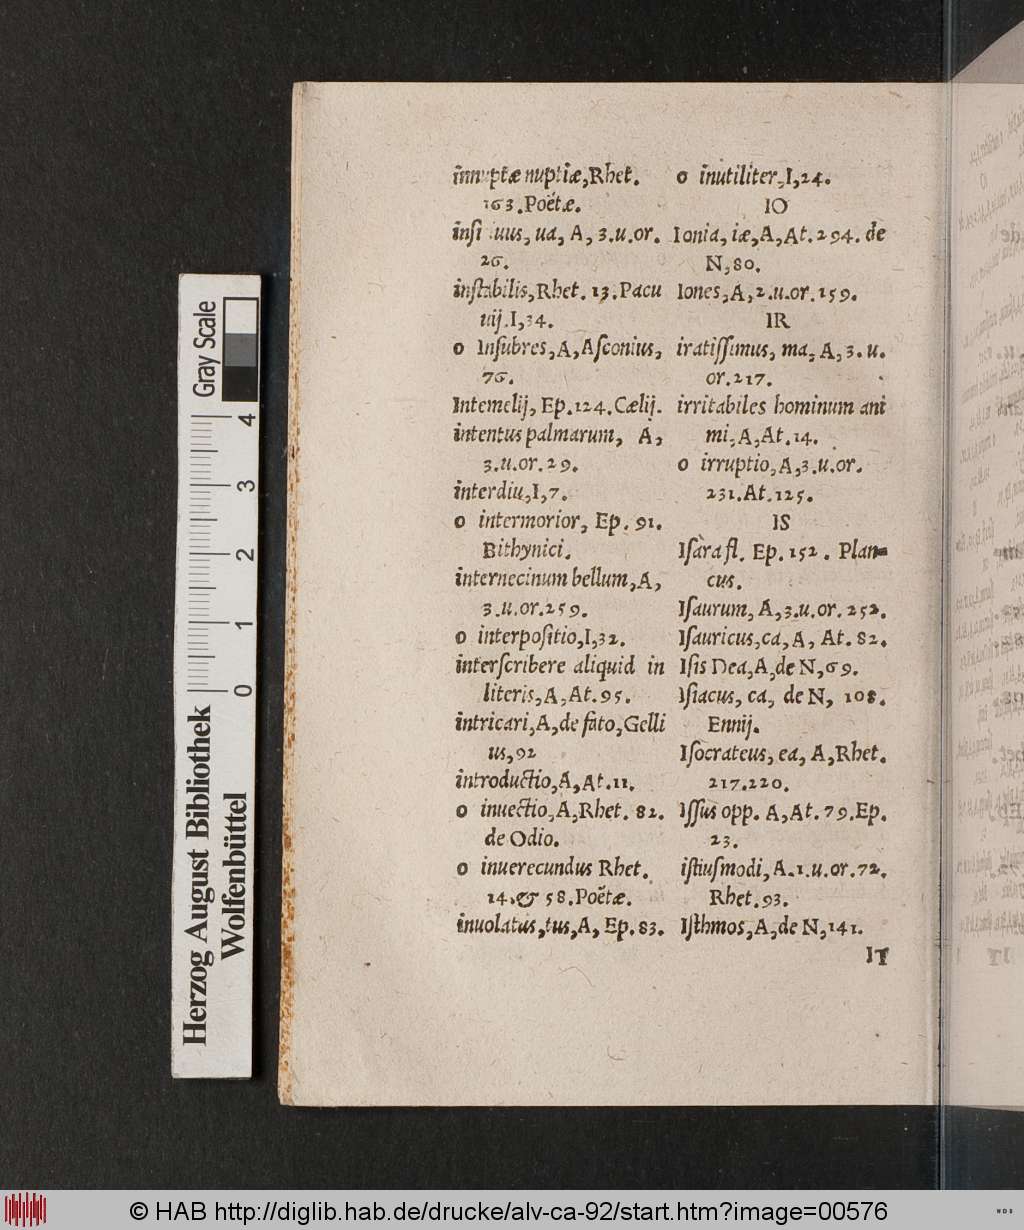 innuptæ nuptiæ,Rhet.
163.Poëtæ.
uus, ua, A, 3.u.or.
26.
instabilis,Rhet. 13.Pacu
uij.I,34.
o Insubres,A,Asconius,
76.
Intemelij, Ep.124.Cælij.
intentus palmarum, A,
3.u.or.29.
interdiu,I,7.
o intermorior, Ep. 91.
Bithynici.
internecinum bellum,A,
3.u.or.259.
o interpositio,I,32.
interscribere aliquid in
literis,A,At.95.
intricari,A,de fato,Gelli
us,92
introductio,A,At.11.
o inuectio,A,Rhet. 82.
de Odio.
o inuerecundus Rhet.
14.& 58.Poëtæ.
inuolatus,tus,A, Ep.83.
o inutiliter,I,24.
IO
Ionia, iæ,A,At.294. de
N,80.
Iones,A,2.u.or.159.
IR
iratissimus, ma, A, 3.u.
or.217.
irritabiles hominum ani
mi,A,At.14.
o irruptio,A,3.u.or.
231.At.125.
IS
Isara fl. Ep.152. Plan-
cus.
Isaurum, A,3.u.or.252.
Isauricus,ca,A, At.82.
Isis Dea,A,de N,69.
Isiacus, ca, de N, 108.
Ennij.
Isocrateus, ea, A,Rhet.
217.220.
Issus opp. A,At.79.Ep.
23.
istiusmodi,A.1.u.or.72.
Rhet.93.
Isthmos,A,de N,141.
IT
Gray Scale
4
3
2
1
0
Herzog August Bibliothek
Wolfenbüttel
© HAB http://diglib.hab.de/drucke/alv-ca-92/start.htm?image=00576